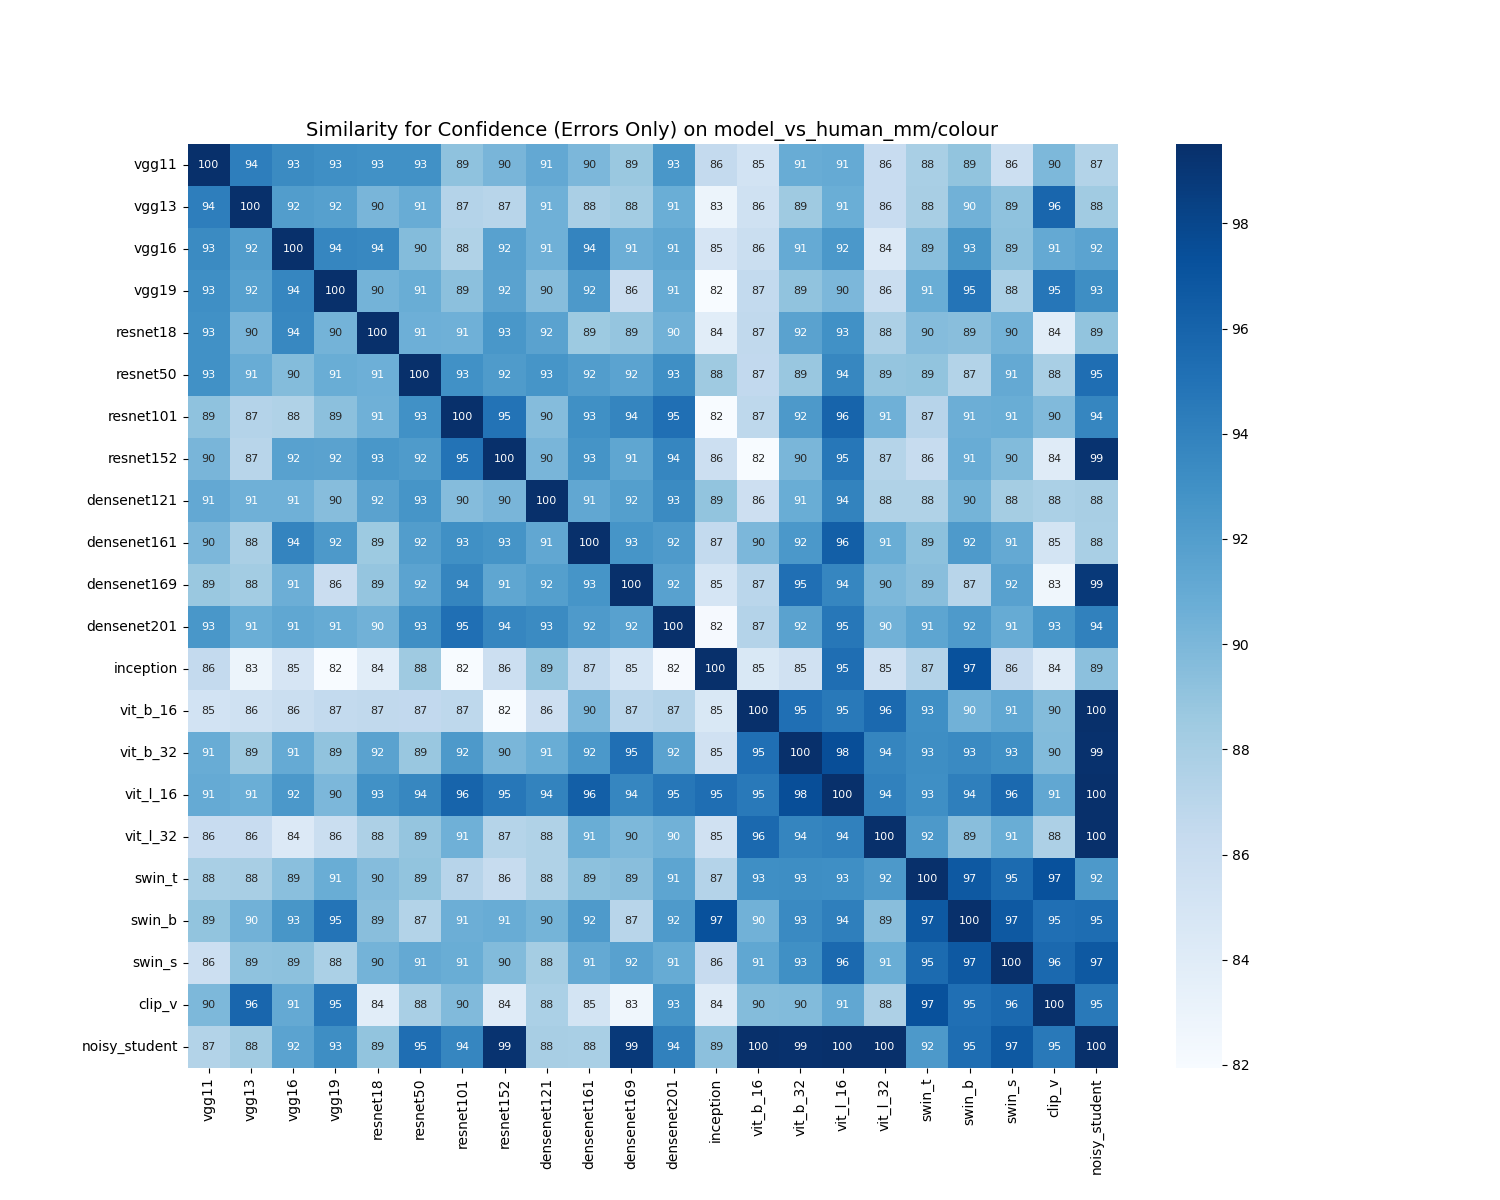 Similarity for Confidence (Errors Only) on model_vs_human_mm/colour
vgg11 100 94 93 93 93 93 89 90 91 90 89 93 86 85 91 91 86 88 89 86 90 87
vgg13 94 100 92 92 90 91 87 87 91 88 88 91 83 86 89 91 86 88 90 89 96 88
vgg16 93 92 100 94 94 90 88 92 91 94 91 91 85 86 91 92 84 89 93 89 91 92
vgg19 93 92 94 100 90 91 89 92 90 92 86 91 82 87 89 90 86 91 95 88 95 93
resnet18 93 90 94 90 100 91 91 93 92 89 89 90 84 87 92 93 88 90 89 90 84 89
resnet50 93 91 90 91 91 100 93 92 93 92 92 93 88 87 89 94 89 89 87 91 88 95
resnet101 89 87 88 89 91 93 100 95 90 93 94 95 82 87 92 96 91 87 91 91 90 94
resnet152 90 87 92 92 93 92 95 100 90 93 91 94 86 82 90 95 87 86 91 90 84 99
densenet121 91 91 91 90 92 93 90 90 100 91 92 93 89 86 91 94 88 88 90 88 88 88
densenet161 90 88 94 92 89 92 93 93 91 100 93 92 87 90 92 96 91 89 92 91 85 88
densenet169 89 88 91 86 89 92 94 91 92 93 100 92 85 87 95 94 90 89 87 92 83 99
densenet201 93 91 91 91 90 93 95 94 93 92 92 100 82 87 92 95 90 91 92 91 93 94
inception 86 83 85 82 84 88 82 86 89 87 85 82 100 85 85 95 85 87 97 86 84 89
vit_b_16 85 86 86 87 87 87 87 82 86 90 87 87 85 100 95 95 96 93 90 91 90 100
vit_b_32 91 89 91 89 92 89 92 90 91 92 95 92 85 95 100 98 94 93 93 93 90 99
vit_l_16 91 91 92 90 93 94 96 95 94 96 94 95 95 95 98 100 94 93 94 96 91 100
vit_l_32 86 86 84 86 88 89 91 87 88 91 90 90 85 96 94 94 100 92 89 91 88 100
swin_t 88 88 89 91 90 89 87 86 88 89 89 91 87 93 93 93 92 100 97 95 97 92
swin_b 89 90 93 95 89 87 91 91 90 92 87 92 97 90 93 94 89 97 100 97 95 95
swin_s 86 89 89 88 90 91 91 90 88 91 92 91 86 91 93 96 91 95 97 100 96 97
clip_v 90 96 91 95 84 88 90 84 88 85 83 93 84 90 90 91 88 97 95 96 100 95
noisy_student 87 88 92 93 89 95 94 99 88 88 99 94 89 100 99 100 100 92 95 97 95 100
vgg11 vgg13 vgg16 vgg19 resnet18 resnet50 resnet101 resnet152 densenet121 densenet161 densenet169 densenet201 inception vit_b_16 vit_b_32 vit_l_16 vit_l_32 swin_t swin_b swin_s clip_v noisy_student
98
96
94
92
90
88
86
84
82